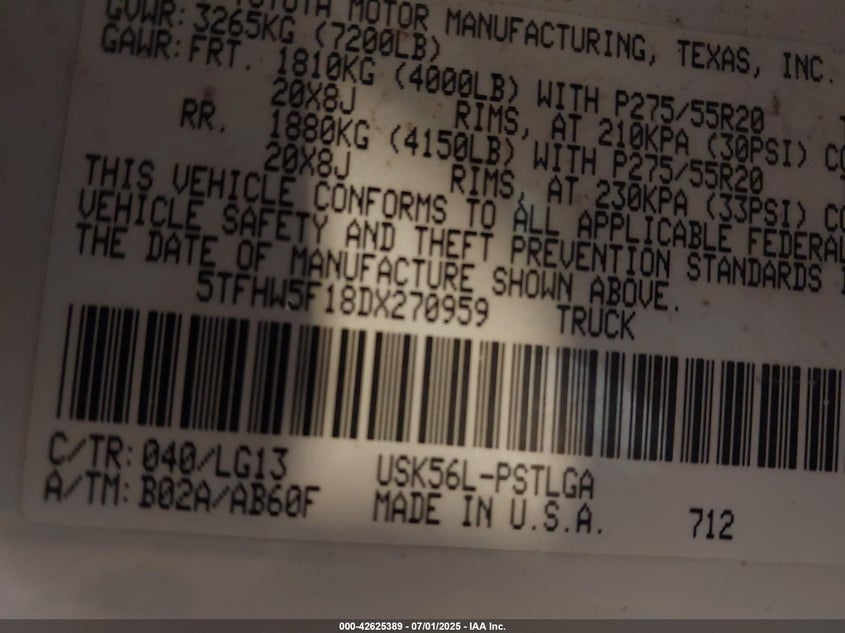 TOYOTA MOTOR MANUFACTURING, TEXAS, INC.
GVWR: 3265KG (7200LB)
GAWR: FRT. 1810KG (4000LB) WITH P275/55R20
20X8J RIMS, AT 210KPA (30PSI) CO
RR. 1880KG (4150LB) WITH P275/55R20
20X8J RIMS, AT 230KPA (33PSI) CO
THIS VEHICLE CONFORMS TO ALL APPLICABLE FEDERAL
VEHICLE SAFETY AND THEFT PREVENTION STANDARDS
THE DATE OF MANUFACTURE SHOWN ABOVE.
5TFHW5F18DX270959 TRUCK
C/TR: 040/LG13 USK56L-PSTLGA
A/TM: B02A/AB60F MADE IN U.S.A. 712
000-42625389 - 07/01/2025 - IAA Inc.